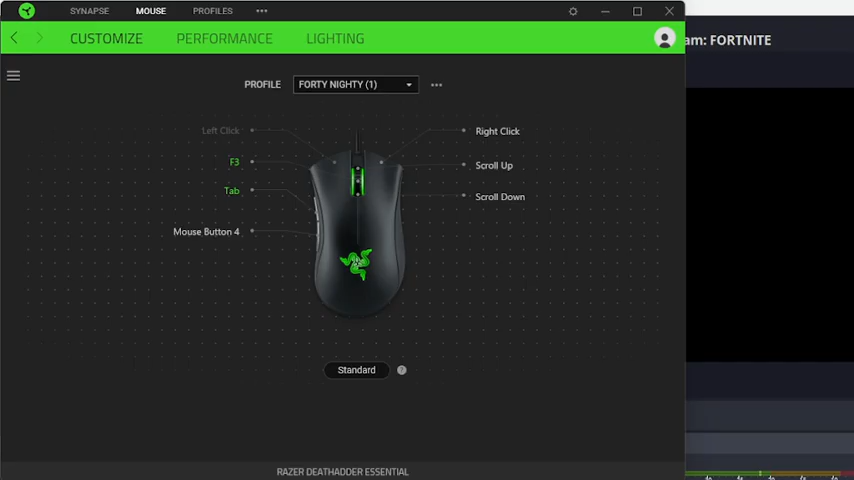 SYNAPSE MOUSE PROFILES
am: FORTNITE
CUSTOMIZE PERFORMANCE LIGHTING
PROFILE FORTY NIGHTY (1)
Left Click
Right Click
F3
Scroll Up
Tab
Scroll Down
Mouse Button 4
Standard ?
RAZER DEATHADDER ESSENTIAL